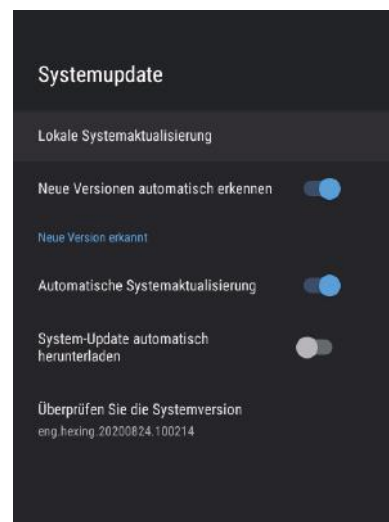 Systemupdate
Lokale Systemaktualisierung
Neue Versionen automatisch erkennen
Neue Version erkannt
Automatische Systemaktualisierung
System-Update automatisch
herunterladen
Überprüfen Sie die Systemversion
eng.hexing.20200824.100214